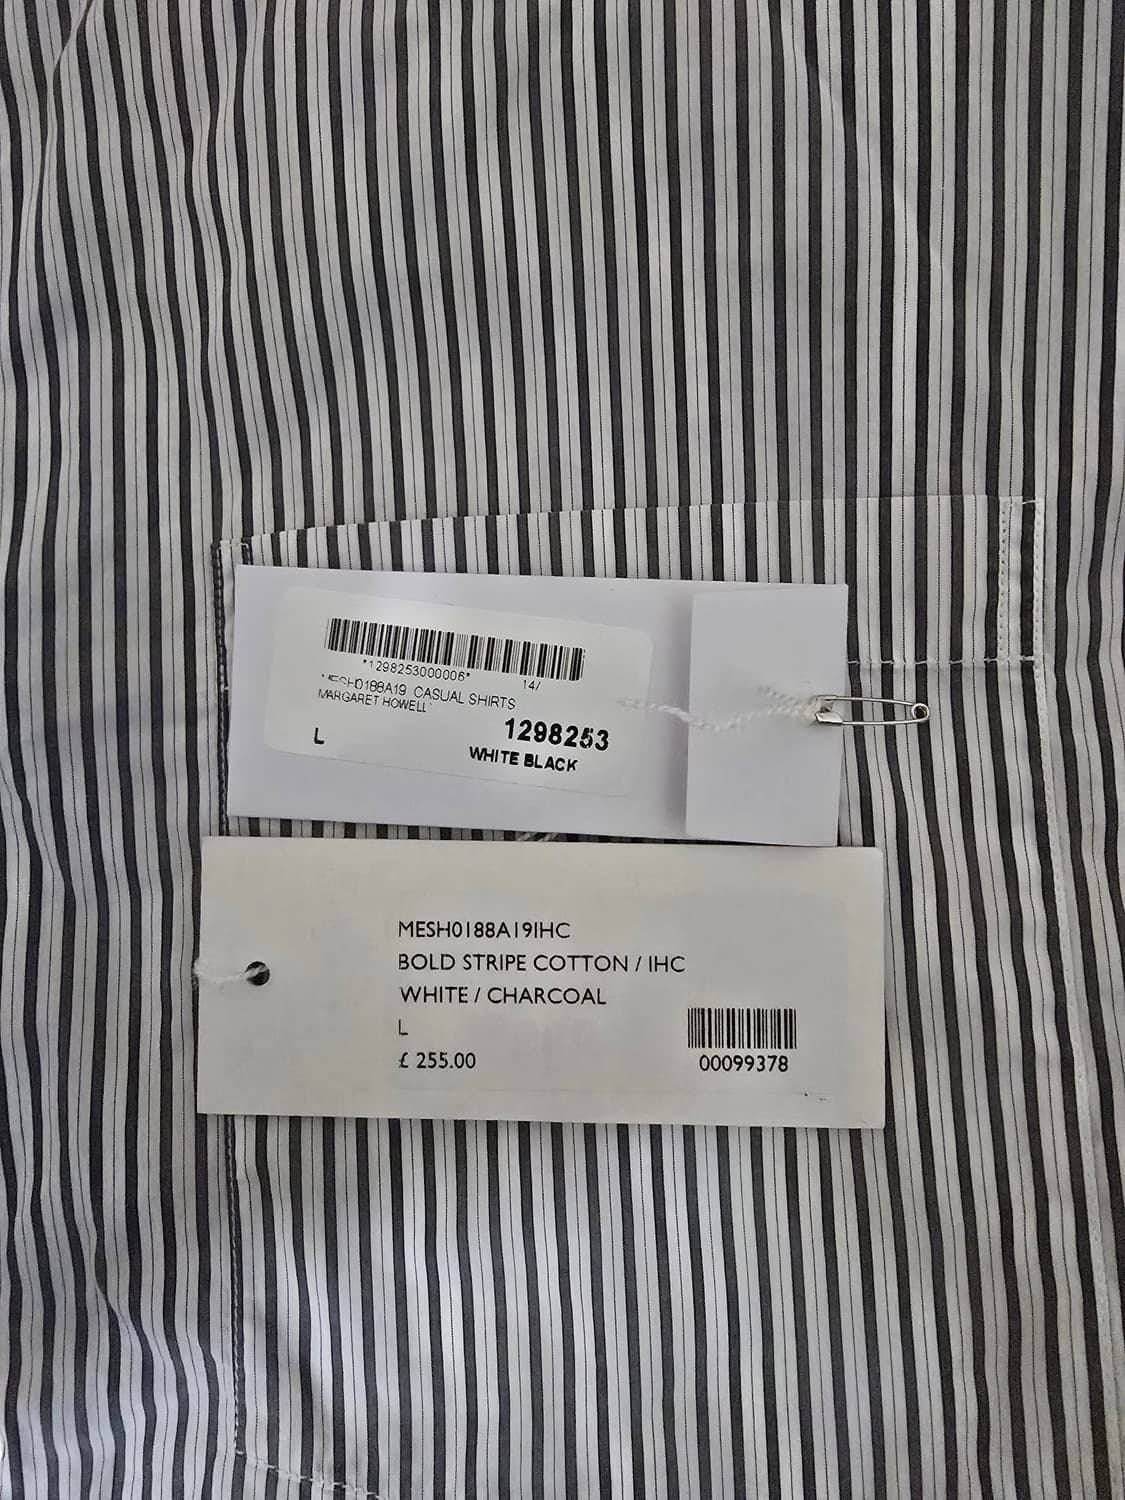 *1298253000006*
14/
MESH0188A19 CASUAL SHIRTS
MARGARET HOWELL
L
1298253
WHITE BLACK
MESH0188A19IHC
BOLD STRIPE COTTON / IHC
WHITE / CHARCOAL
L
£ 255.00
00099378